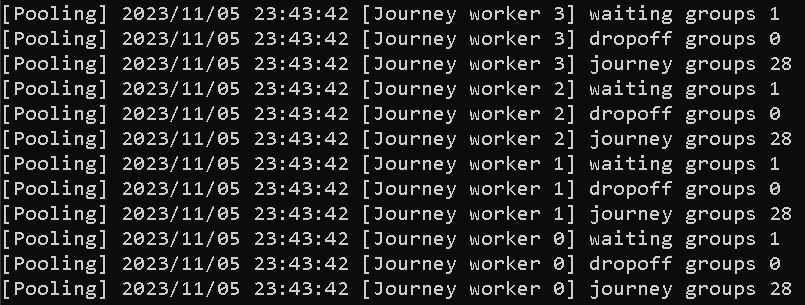 [Pooling] 2023/11/05 23:43:42 [Journey worker 3] waiting groups 1
[Pooling] 2023/11/05 23:43:42 [Journey worker 3] dropoff groups 0
[Pooling] 2023/11/05 23:43:42 [Journey worker 3] journey groups 28
[Pooling] 2023/11/05 23:43:42 [Journey worker 2] waiting groups 1
[Pooling] 2023/11/05 23:43:42 [Journey worker 2] dropoff groups 0
[Pooling] 2023/11/05 23:43:42 [Journey worker 2] journey groups 28
[Pooling] 2023/11/05 23:43:42 [Journey worker 1] waiting groups 1
[Pooling] 2023/11/05 23:43:42 [Journey worker 1] dropoff groups 0
[Pooling] 2023/11/05 23:43:42 [Journey worker 1] journey groups 28
[Pooling] 2023/11/05 23:43:42 [Journey worker 0] waiting groups 1
[Pooling] 2023/11/05 23:43:42 [Journey worker 0] dropoff groups 0
[Pooling] 2023/11/05 23:43:42 [Journey worker 0] journey groups 28